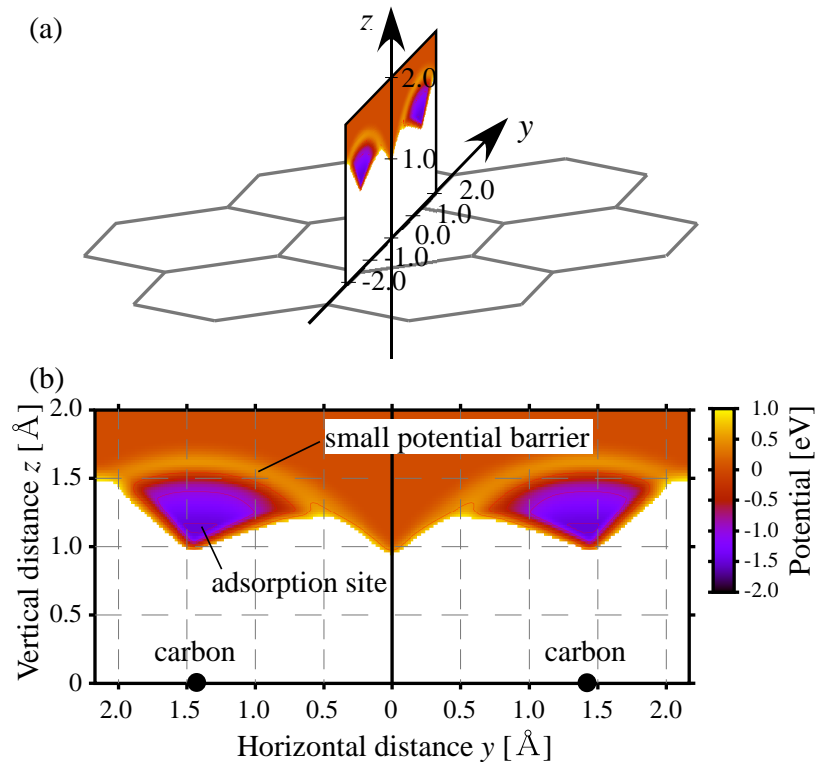 (a)
z
2.0
y
1.0
2.0
1.0
0.0
-1.0
-2.0
(b)
2.0
1.5
1.0
0.5
0
Vertical distance z [Å]
small potential barrier
adsorption site
carbon
carbon
2.0 1.5 1.0 0.5 0 0.5 1.0 1.5 2.0
Horizontal distance y [Å]
1.0
0.5
0
-0.5
-1.0
-1.5
-2.0
Potential [eV]